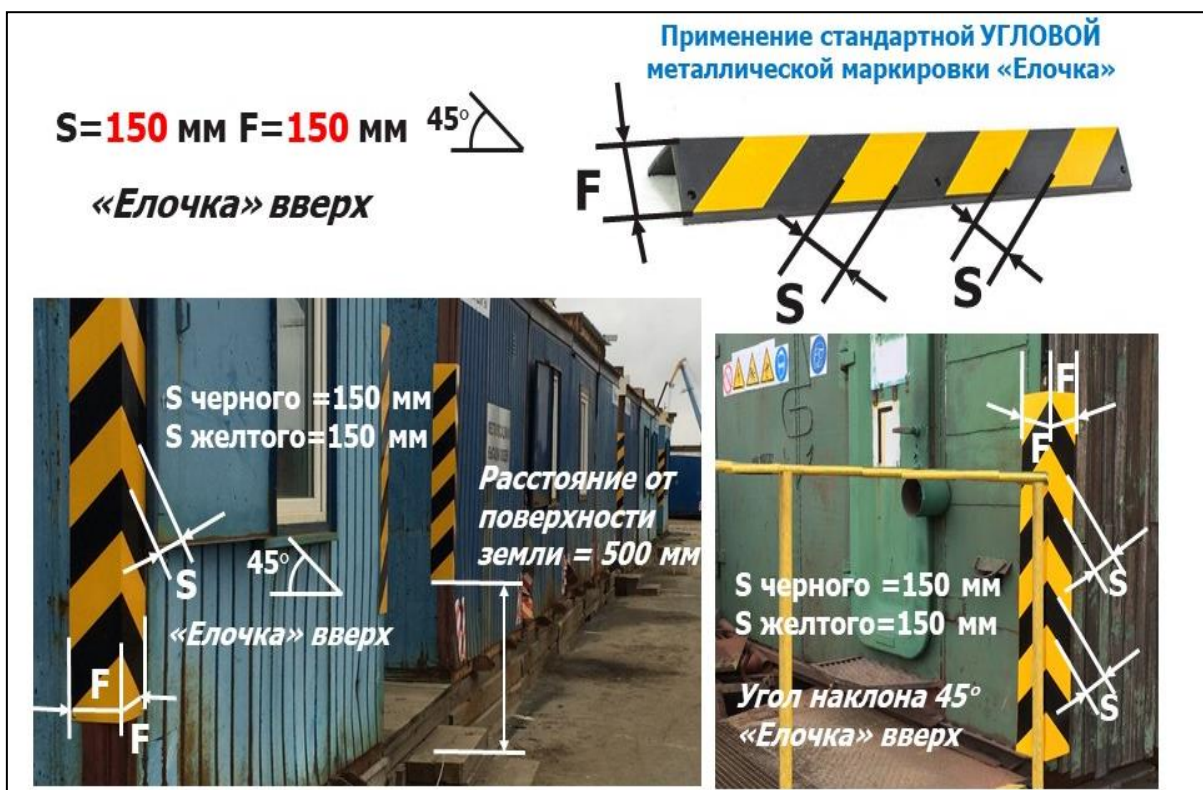 Применение стандартной УГЛОВОЙ
металлической маркировки «Елочка»
S=150 мм F=150 мм 45°
«Елочка» вверх
F
S
S
S черного =150 мм
S желтого=150 мм
Расстояние от
поверхности
земли = 500 мм
S
45°
«Елочка» вверх
F
F
F
F
S черного =150 мм
S желтого=150 мм
S
Угол наклона 45°
«Елочка» вверх
S